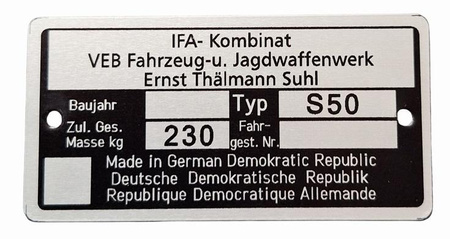 IFA- Kombinat
VEB Fahrzeug-u. Jagdwaffenwerk
Ernst Thälmann Suhl
Baujahr Typ S50
Zul. Ges. Masse kg 230 Fahr- gest. Nr.
Made in German Demokratic Republic
Deutsche Demokratische Republik
Republique Democratique Allemande